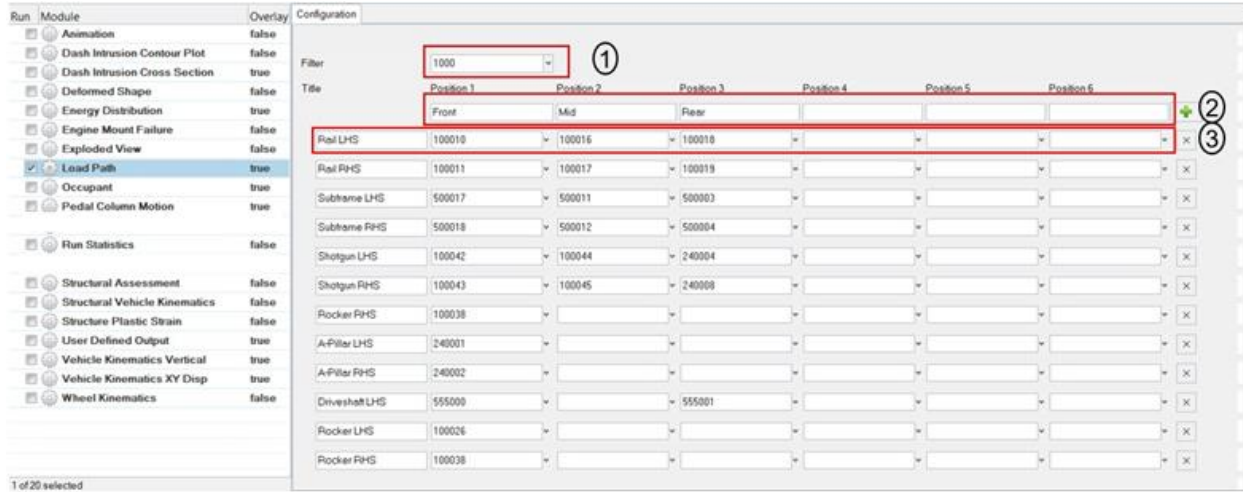 Run Module Overlay
Animation false
Dash Intrusion Contour Plot false
Dash Intrusion Cross Section true
Deformed Shape false
Energy Distribution true
Engine Mount Failure false
Exploded View false
Load Path true
Occupant true
Pedal Column Motion true
Run Statistics false
Structural Assessment false
Structural Vehicle Kinematics false
Structure Plastic Strain false
User Defined Output true
Vehicle Kinematics Vertical true
Vehicle Kinematics XY Disp true
Wheel Kinematics false
1 of 20 selected
Configuration
Filter 1000 ①
Title Position 1 Position 2 Position 3 Position 4 Position 5 Position 6
Front Mid Rear ②
Rail LHS 100010 100016 100018 ③
Rail RHS 100011 100017 100019
Subframe LHS 500017 500011 500003
Subframe RHS 500018 500012 500004
Shotgun LHS 100042 100044 240004
Shotgun RHS 100043 100045 240008
Rocker RHS 100038
A-Pillar LHS 240001
A-Pillar RHS 240002
Driveshaft LHS 555000 555001
Rocker LHS 100026
Rocker RHS 100038